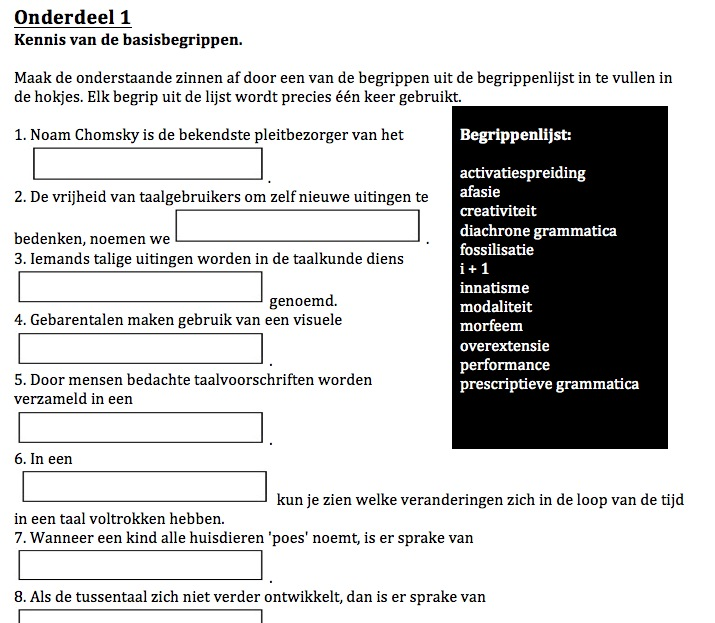 Onderdeel 1
Kennis van de basisbegrippen.
Maak de onderstaande zinnen af door een van de begrippen uit de begrippenlijst in te vullen in
de hokjes. Elk begrip uit de lijst wordt precies één keer gebruikt.
1. Noam Chomsky is de bekendste pleitbezorger van het
.
2. De vrijheid van taalgebruikers om zelf nieuwe uitingen te
bedenken, noemen we .
3. Iemands talige uitingen worden in de taalkunde diens
genoemd.
4. Gebarentalen maken gebruik van een visuele
.
5. Door mensen bedachte taalvoorschriften worden
verzameld in een
.
6. In een
kun je zien welke veranderingen zich in de loop van de tijd
in een taal voltrokken hebben.
7. Wanneer een kind alle huisdieren 'poes' noemt, is er sprake van
.
8. Als de tussentaal zich niet verder ontwikkelt, dan is er sprake van
Begrippenlijst:
activatiespreiding
afasie
creativiteit
diachrone grammatica
fossilisatie
i + 1
innatisme
modaliteit
morfeem
overextensie
performance
prescriptieve grammatica